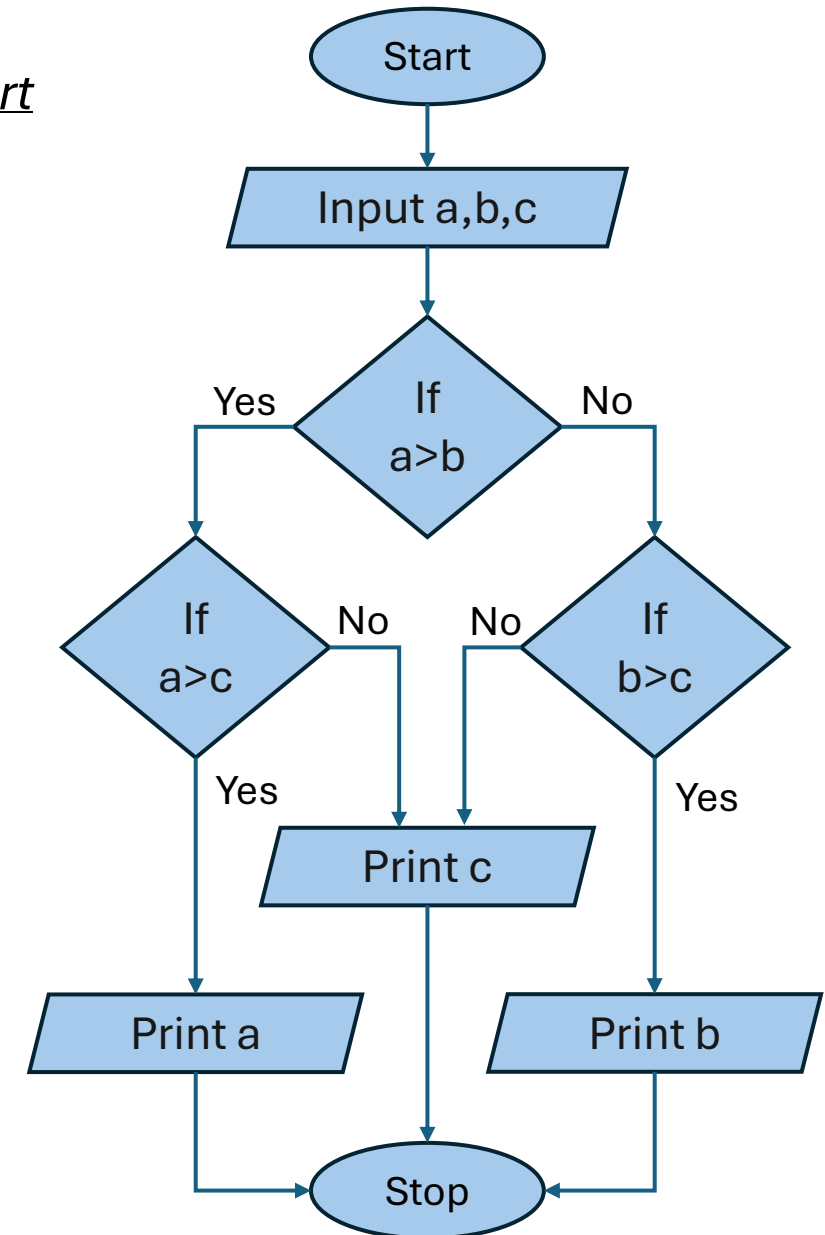 Start
rt
Input a,b,c
If
a>b
Yes
No
If
a>c
No
No
If
b>c
Yes
Yes
Print c
Print a
Print b
Stop